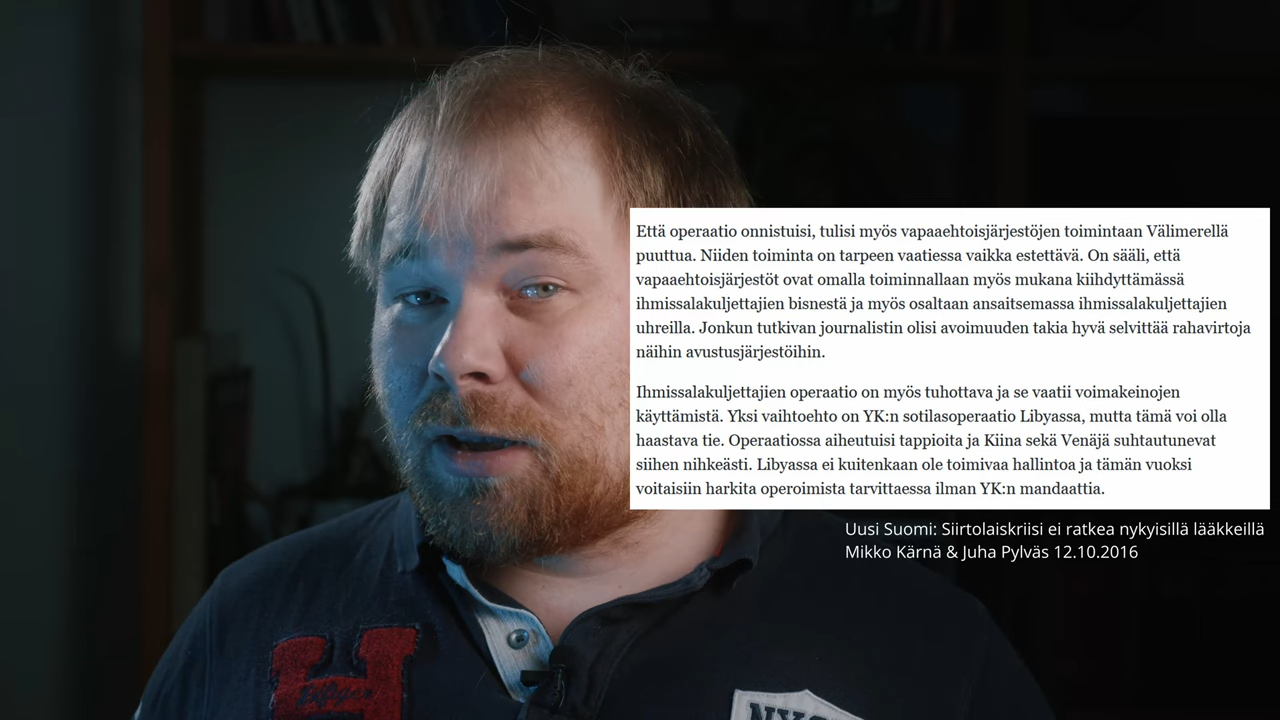 Että operaatio onnistuisi, tulisi myös vapaaehtoisjärjestöjen toimintaan Välimerellä
puuttua. Niiden toiminta on tarpeen vaatiessa vaikka estettävä. On sääli, että
vapaaehtoisjärjestöt ovat omalla toiminnallaan myös mukana kiihdyttämässä
ihmissalakuljettajien bisnestä ja myös osaltaan ansaitsemassa ihmissalakuljettajien
uhreilla. Jonkun tutkivan journalistin olisi avoimuuden takia hyvä selvittää rahavirtoja
näihin avustusjärjestöihin.
Ihmissalakuljettajien operaatio on myös tuhottava ja se vaatii voimakeinojen
käyttämistä. Yksi vaihtoehto on YK:n sotilasoperaatio Libyassa, mutta tämä voi olla
haastava tie. Operaatiossa aiheutuisi tappioita ja Kiina sekä Venäjä suhtautunevat
siihen nihkeästi. Libyassa ei kuitenkaan ole toimivaa hallintoa ja tämän vuoksi
voitaisiin harkita operoimista tarvittaessa ilman YK:n mandaattia.
Uusi Suomi: Siirtolaiskriisi ei ratkea nykyisillä lääkkeillä
Mikko Kärnä & Juha Pylväs 12.10.2016
H